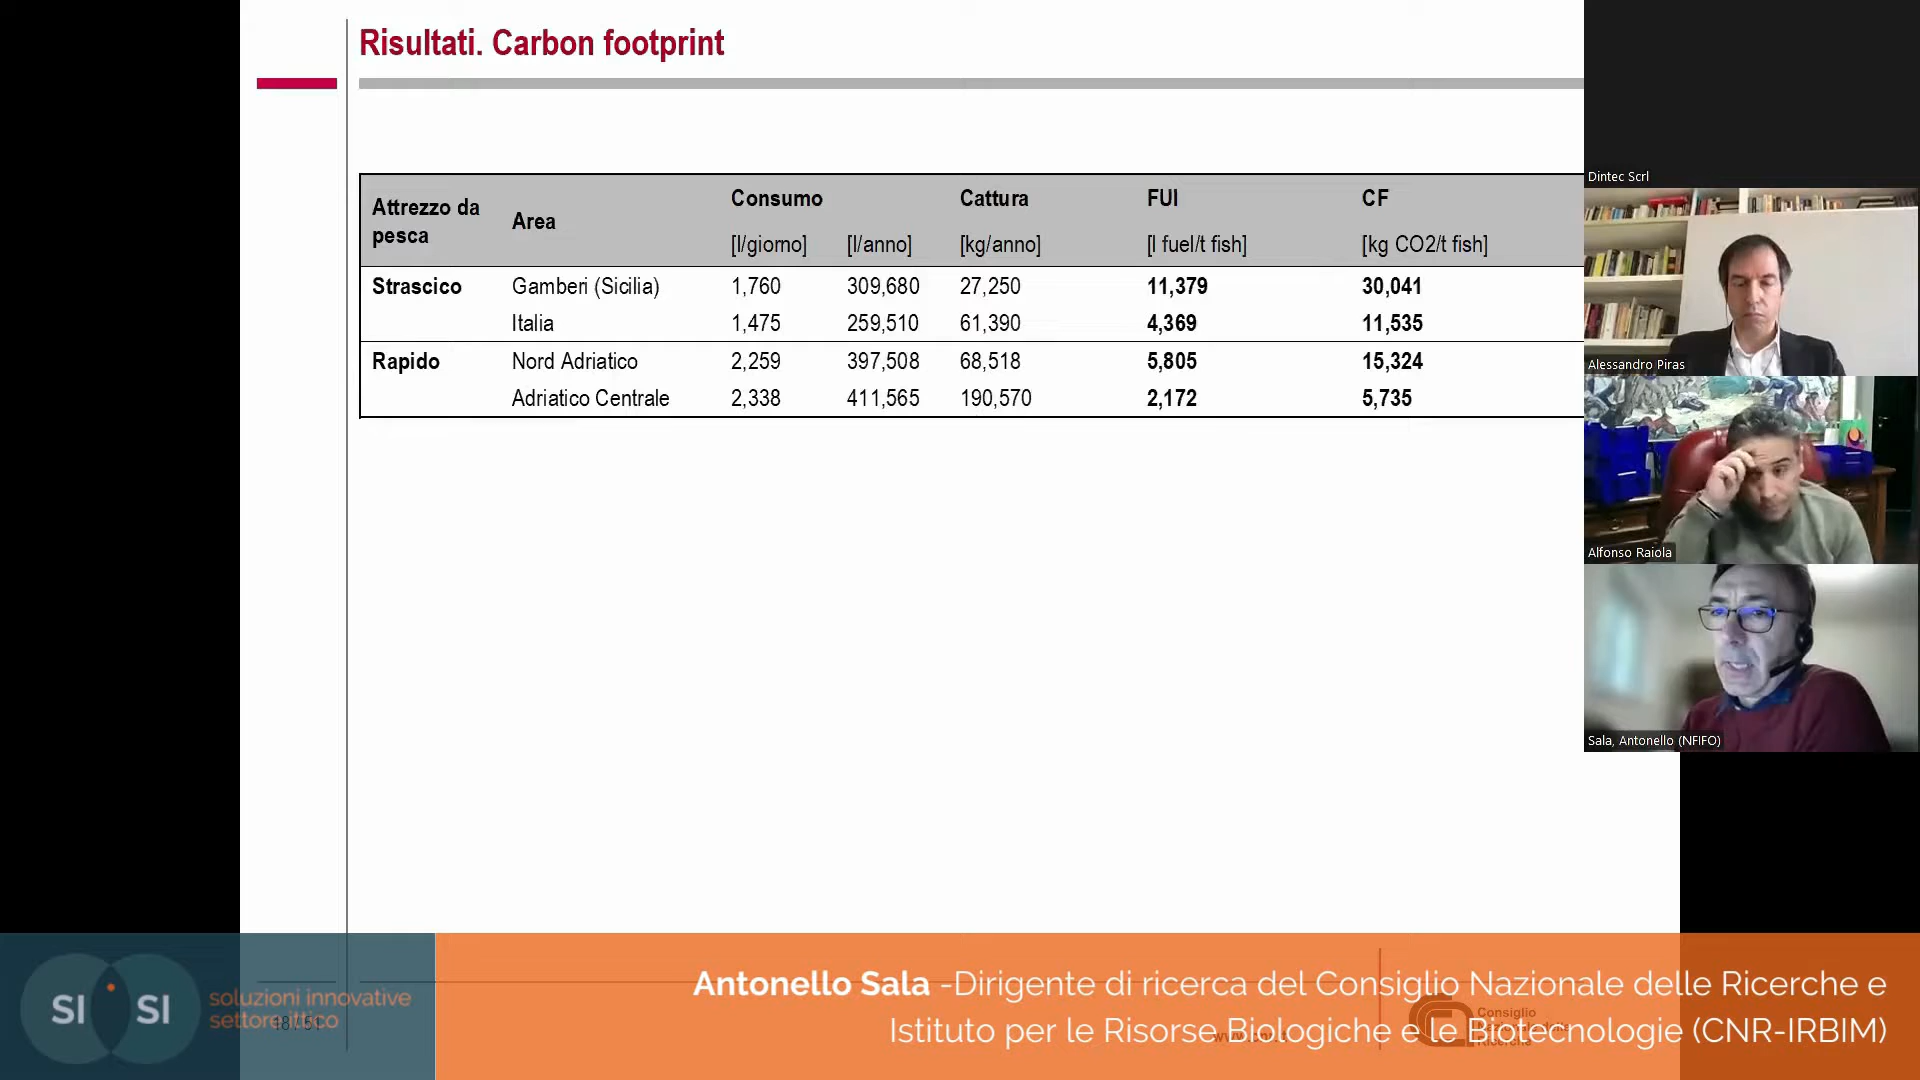 Risultati. Carbon footprint
Attrezzo da pesca Area Consumo Cattura FUI CF
[l/giorno] [l/anno] [kg/anno] [l fuel/t fish] [kg CO2/t fish]
Strascico Gamberi (Sicilia) 1,760 309,680 27,250 11,379 30,041
Italia 1,475 259,510 61,390 4,369 11,535
Rapido Nord Adriatico 2,259 397,508 68,518 5,805 15,324
Adriatico Centrale 2,338 411,565 190,570 2,172 5,735
Dintec Scrl
Alessandro Piras
Alfonso Raiola
Sala, Antonello (NFIFO)
SI SI
soluzioni innovative
settore ittico
Antonello Sala -Dirigente di ricerca del Consiglio Nazionale delle Ricerche e
Istituto per le Risorse Biologiche e le Biotecnologie (CNR-IRBIM)
Consiglio
Nazionale delle
Ricerche